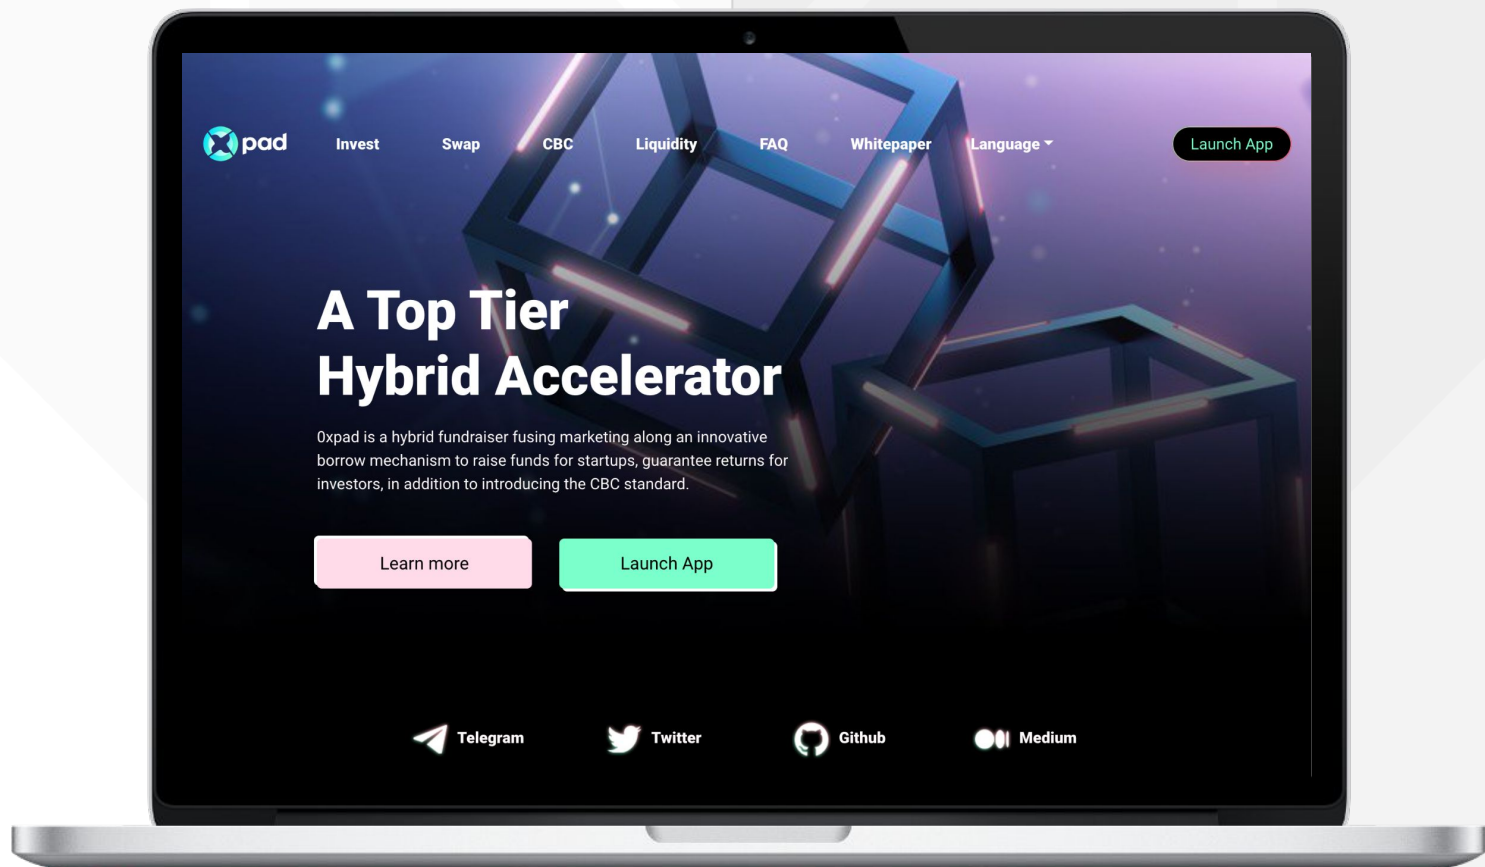 pad
Invest
Swap
CBC
Liquidity
FAQ
Whitepaper
Language
Launch App
A Top Tier
Hybrid Accelerator
0xpad is a hybrid fundraiser fusing marketing along an innovative
borrow mechanism to raise funds for startups, guarantee returns for
investors, in addition to introducing the CBC standard.
Learn more
Launch App
Telegram
Twitter
Github
Medium